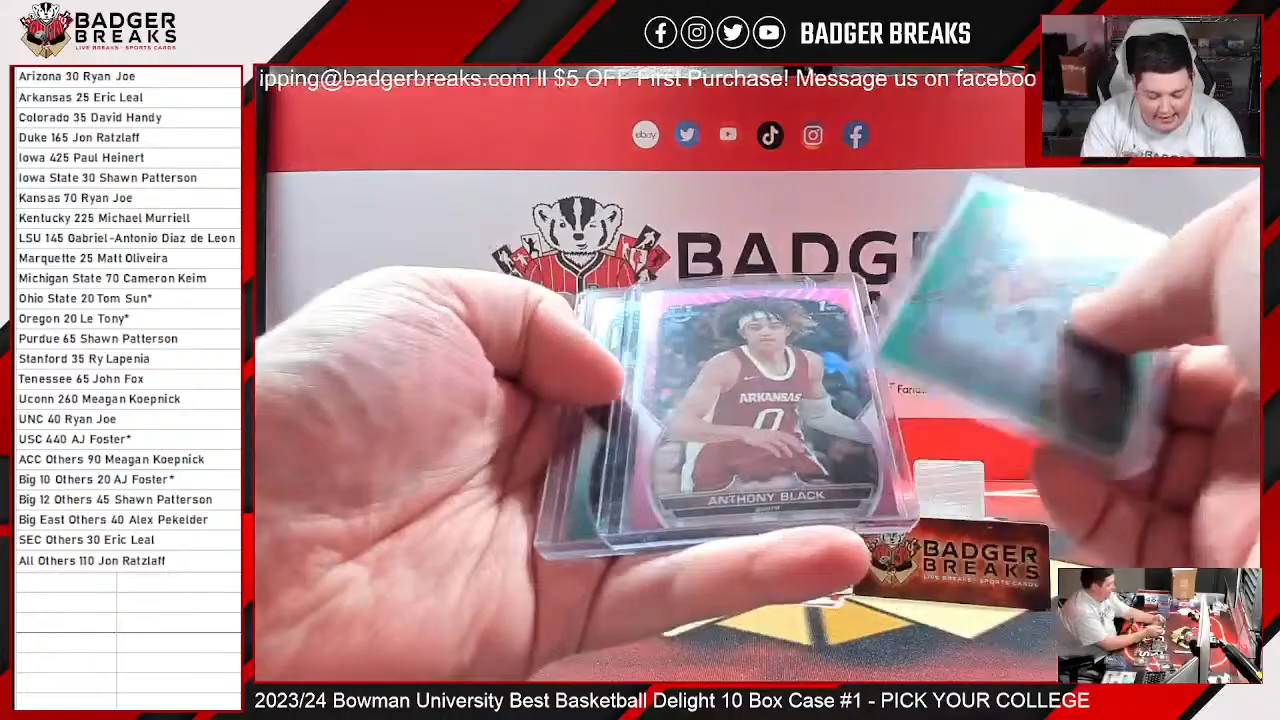 BADGER
BREAKS
LIVE BREAKS - SPORTS CARDS
BADGER BREAKS
ipping@badgerbreaks.com ll $5 OFF First Purchase! Message us on faceboo
Arizona 30 Ryan Joe
Arkansas 25 Eric Leal
Colorado 35 David Handy
Duke 165 Jon Ratzlaff
Iowa 425 Paul Heinert
Iowa State 30 Shawn Patterson
Kansas 70 Ryan Joe
Kentucky 225 Michael Murriell
LSU 145 Gabriel-Antonio Diaz de Leon
Marquette 25 Matt Oliveira
Michigan State 70 Cameron Keim
Ohio State 20 Tom Sun*
Oregon 20 Le Tony*
Purdue 65 Shawn Patterson
Stanford 35 Ry Lapenia
Tenessee 65 John Fox
Uconn 260 Meagan Koepnick
UNC 40 Ryan Joe
USC 440 AJ Foster*
ACC Others 90 Meagan Koepnick
Big 10 Others 20 AJ Foster*
Big 12 Others 45 Shawn Patterson
Big East Others 40 Alex Pekelder
SEC Others 30 Eric Leal
All Others 110 Jon Ratzlaff
ebay
BADG
1st
ARKANSAS
0
ANTHONY BLACK
GUARD
BADGER
BREAKS
LIVE BREAKS - SPORTS CARDS
2023/24 Bowman University Best Basketball Delight 10 Box Case #1 - PICK YOUR COLLEGE